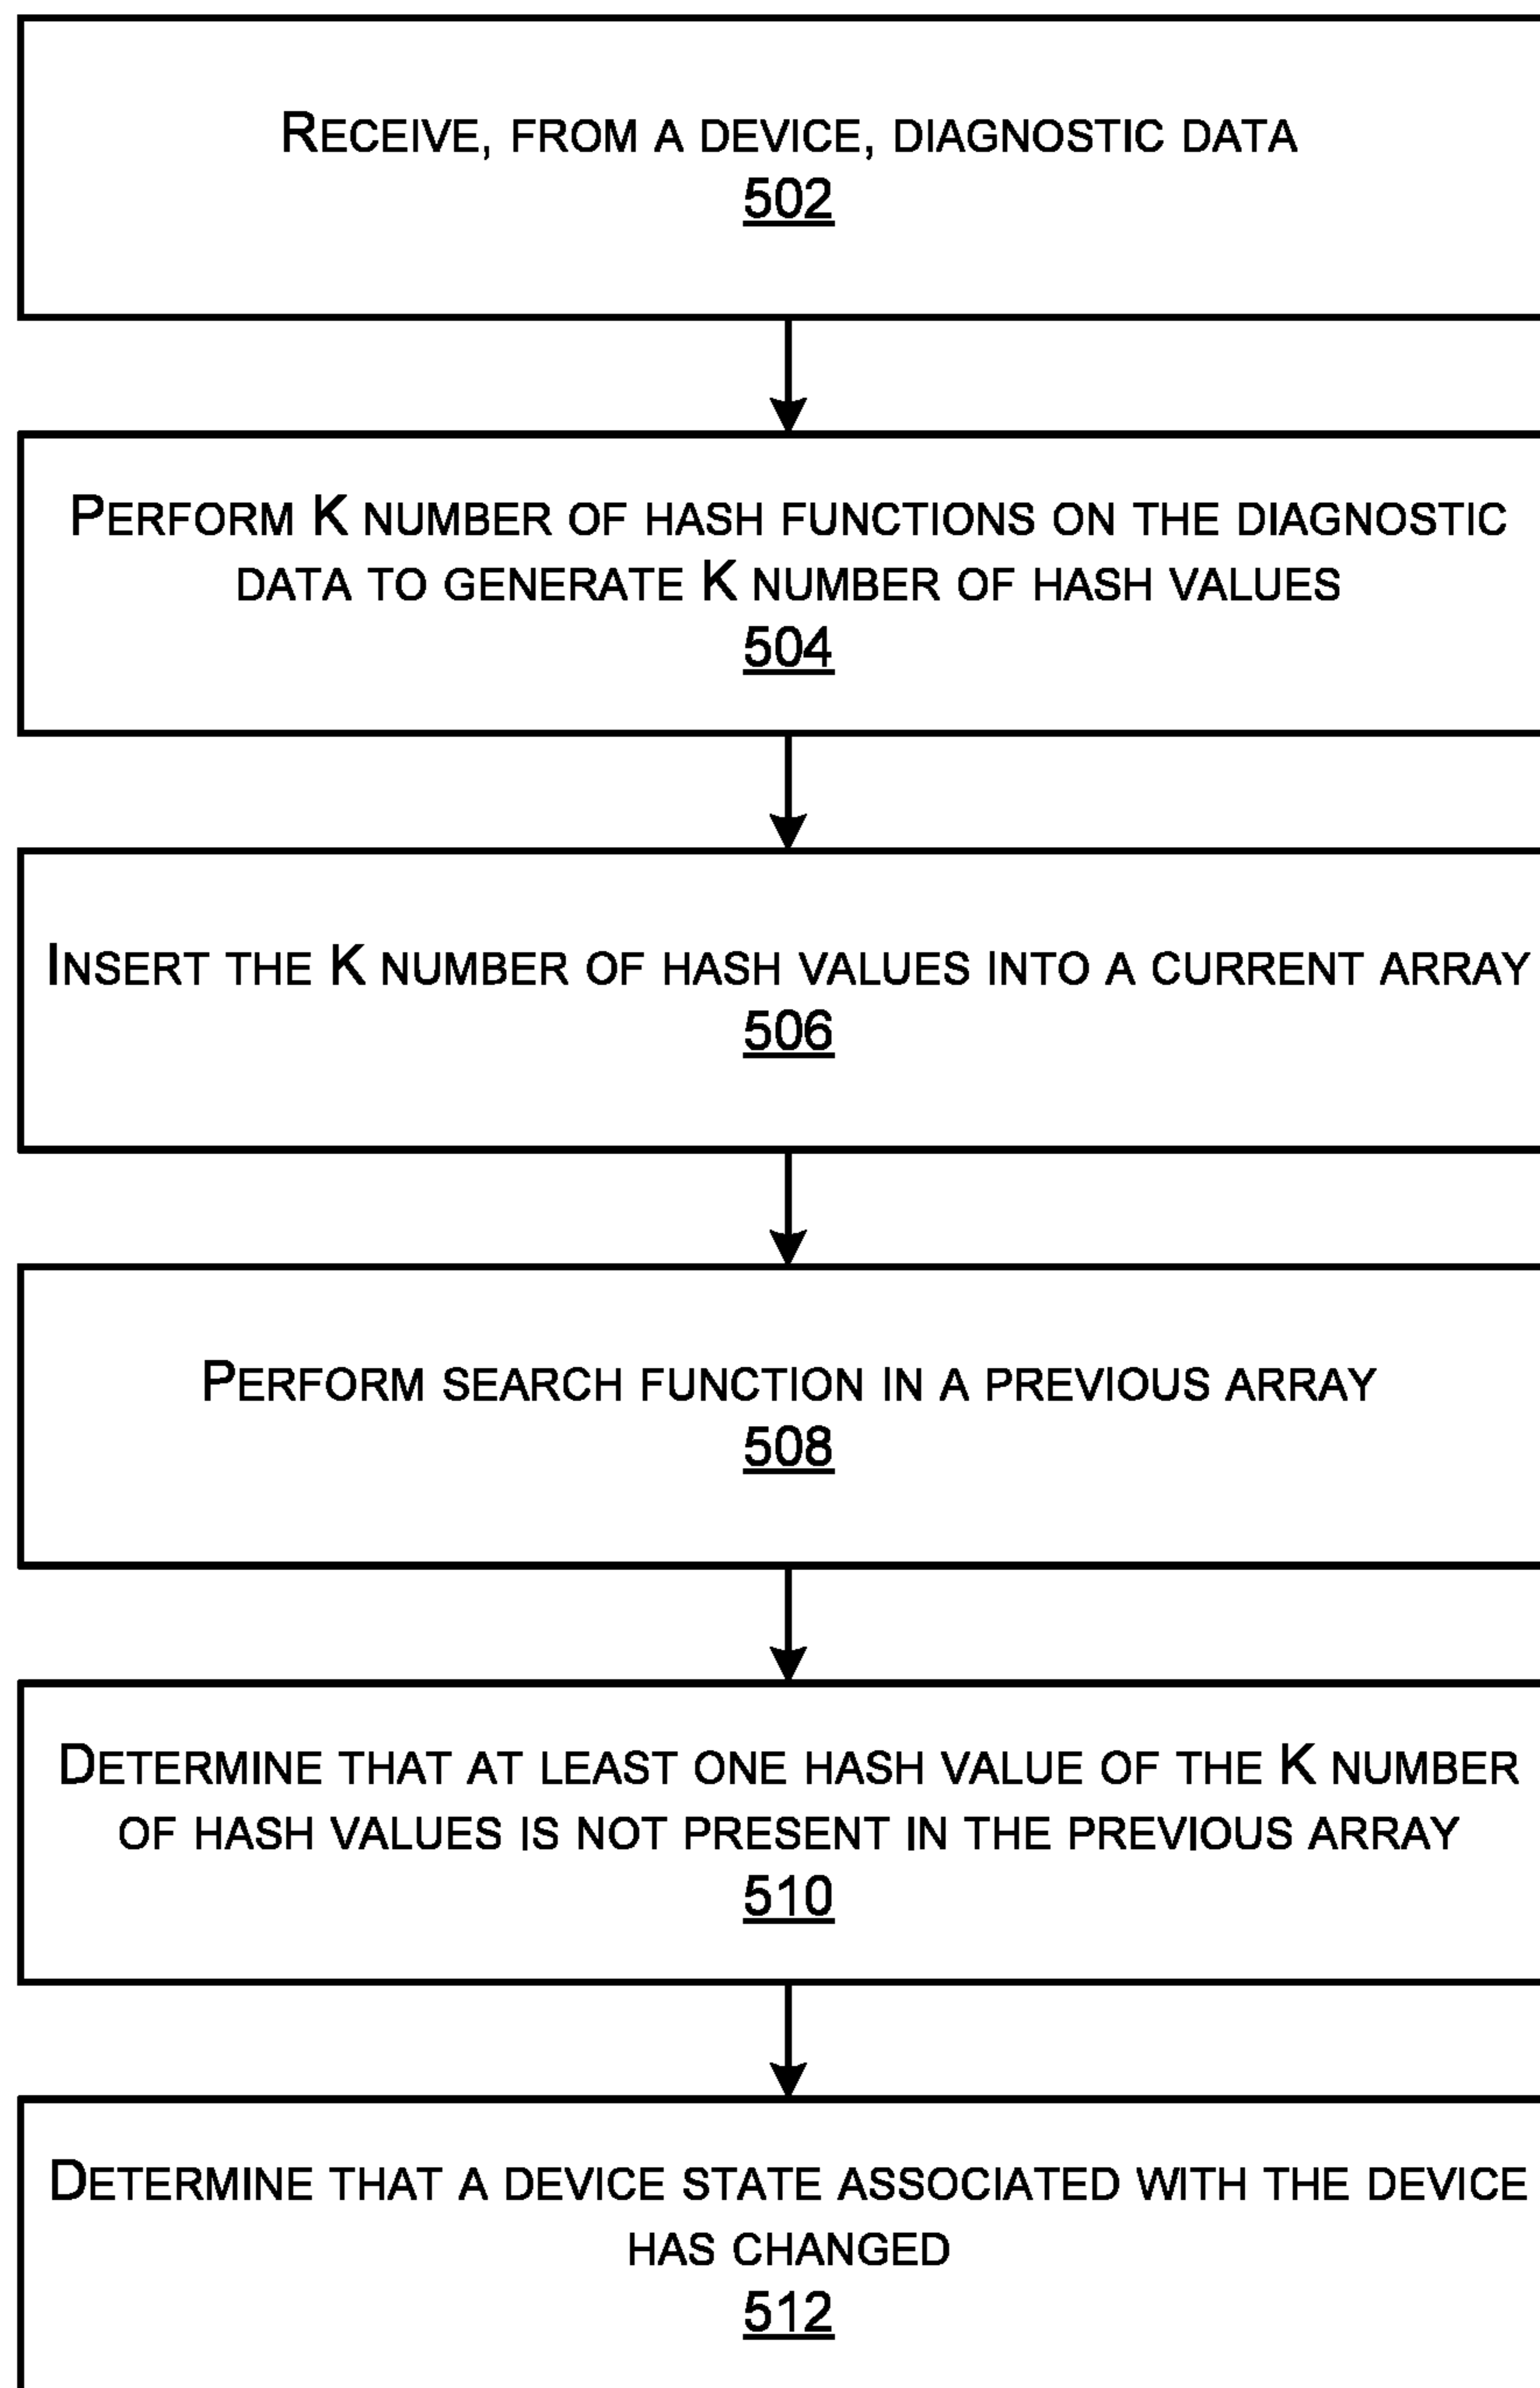 RECEIVE, FROM A DEVICE, DIAGNOSTIC DATA
502
PERFORM K NUMBER OF HASH FUNCTIONS ON THE DIAGNOSTIC
DATA TO GENERATE K NUMBER OF HASH VALUES
504
INSERT THE K NUMBER OF HASH VALUES INTO A CURRENT ARRAY
506
PERFORM SEARCH FUNCTION IN A PREVIOUS ARRAY
508
DETERMINE THAT AT LEAST ONE HASH VALUE OF THE K NUMBER
OF HASH VALUES IS NOT PRESENT IN THE PREVIOUS ARRAY
510
DETERMINE THAT A DEVICE STATE ASSOCIATED WITH THE DEVICE
HAS CHANGED
512